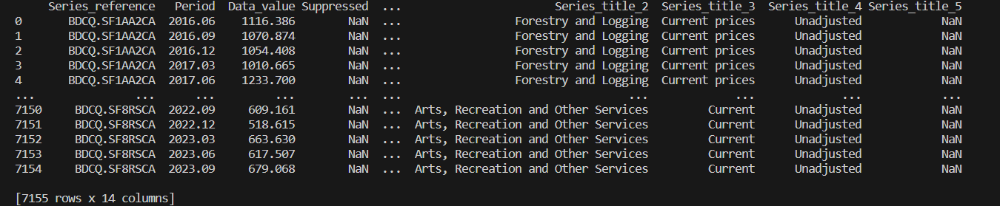 Series_reference Period Data_value Suppressed ... Series_title_2 Series_title_3 Series_title_4 Series_title_5
0 BDCQ.SF1AA2CA 2016.06 1116.386 NaN ... Forestry and Logging Current prices Unadjusted NaN
1 BDCQ.SF1AA2CA 2016.09 1070.874 NaN ... Forestry and Logging Current prices Unadjusted NaN
2 BDCQ.SF1AA2CA 2016.12 1054.408 NaN ... Forestry and Logging Current prices Unadjusted NaN
3 BDCQ.SF1AA2CA 2017.03 1010.665 NaN ... Forestry and Logging Current prices Unadjusted NaN
4 BDCQ.SF1AA2CA 2017.06 1233.700 NaN ... Forestry and Logging Current prices Unadjusted NaN
... ... ... ... ... ... ... ... ... ...
7150 BDCQ.SF8RSCA 2022.09 609.161 NaN ... Arts, Recreation and Other Services Current Unadjusted NaN
7151 BDCQ.SF8RSCA 2022.12 518.615 NaN ... Arts, Recreation and Other Services Current Unadjusted NaN
7152 BDCQ.SF8RSCA 2023.03 663.630 NaN ... Arts, Recreation and Other Services Current Unadjusted NaN
7153 BDCQ.SF8RSCA 2023.06 617.507 NaN ... Arts, Recreation and Other Services Current Unadjusted NaN
7154 BDCQ.SF8RSCA 2023.09 679.068 NaN ... Arts, Recreation and Other Services Current Unadjusted NaN
[7155 rows x 14 columns]